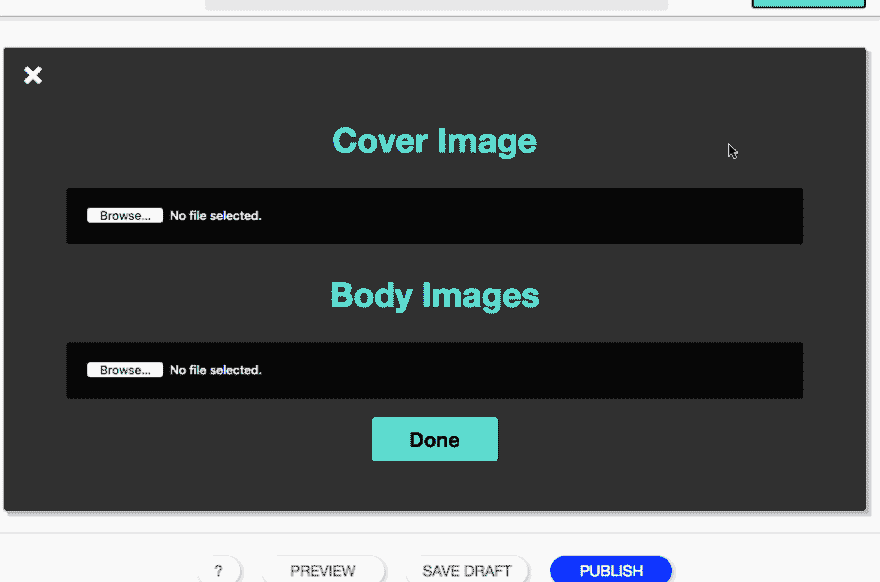 Cover Image
Browse... No file selected.
Body Images
Browse... No file selected.
Done
? PREVIEW SAVE DRAFT PUBLISH